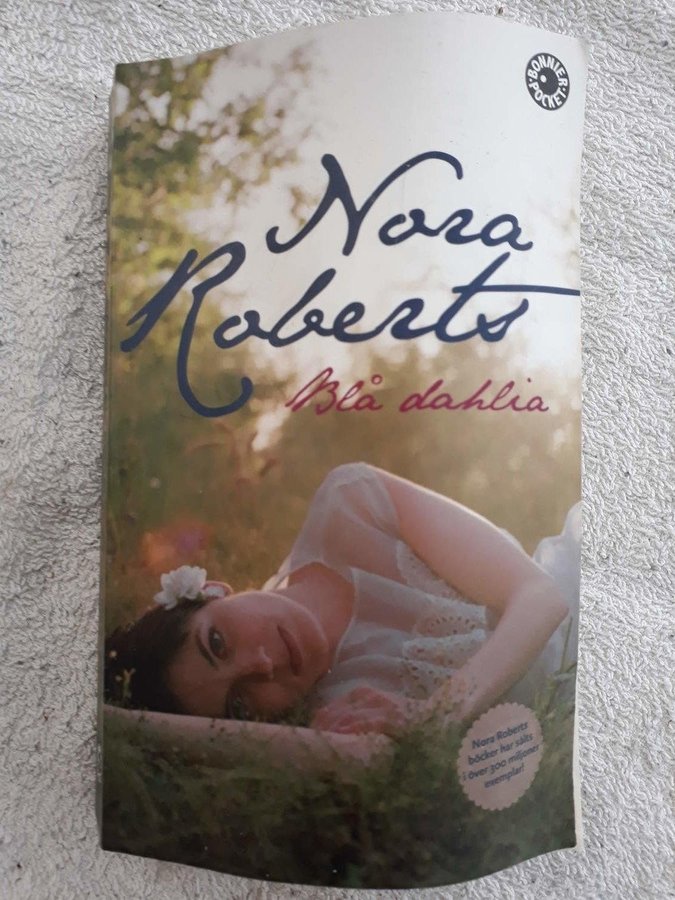 BONNIER
POCKET
Nora
Roberts
Blå dahlia
Nora Roberts
böcker har sålts
i över 300 miljoner
exemplar!